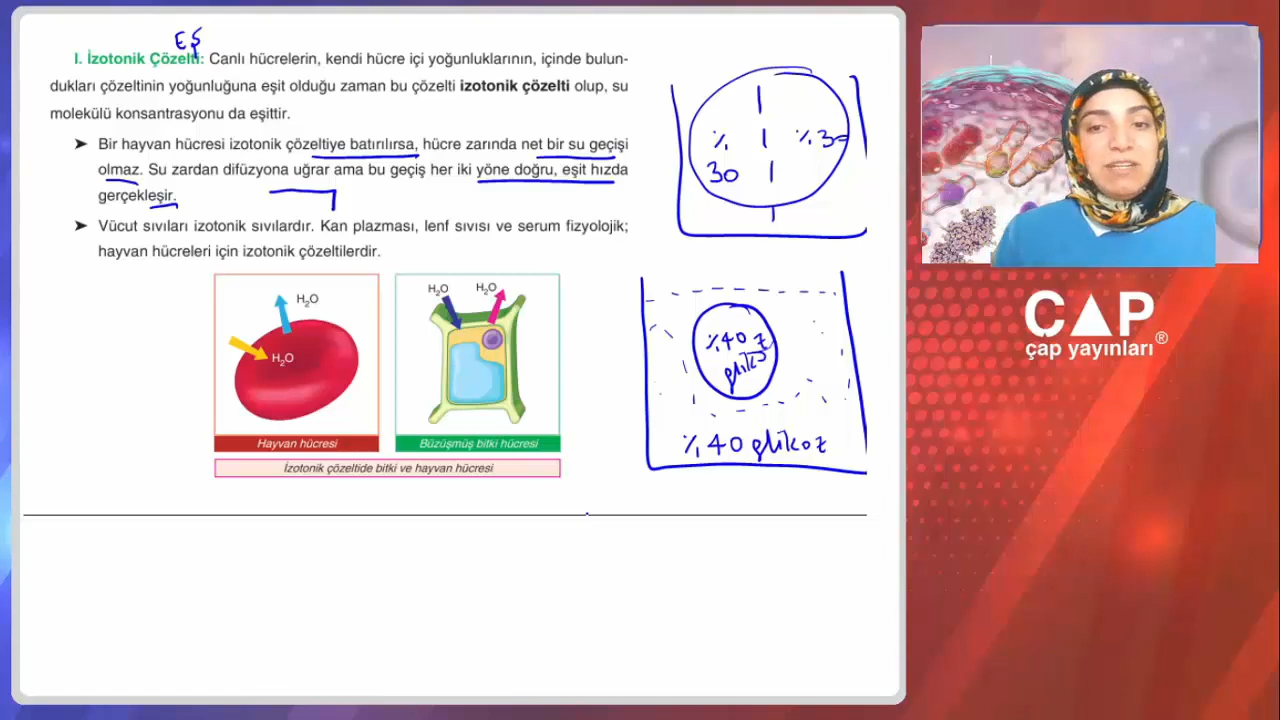 EŞ
I. İzotonik Çözelti: Canlı hücrelerin, kendi hücre içi yoğunluklarının, içinde bulun-
dukları çözeltinin yoğunluğuna eşit olduğu zaman bu çözelti izotonik çözelti olup, su
molekülü konsantrasyonu da eşittir.
➤ Bir hayvan hücresi izotonik çözeltiye batırılırsa, hücre zarında net bir su geçişi
olmaz. Su zardan difüzyona uğrar ama bu geçiş her iki yöne doğru, eşit hızda
gerçekleşir.
➤ Vücut sıvıları izotonik sıvılardır. Kan plazması, lenf sıvısı ve serum fizyolojik;
hayvan hücreleri için izotonik çözeltilerdir.
H₂O
H₂O
Hayvan hücresi
H₂O
H₂O
Büzüşmüş bitki hücresi
İzotonik çözeltide bitki ve hayvan hücresi
% 30
%30
%40
%40 glikoz
ÇAP®
çap yayınları